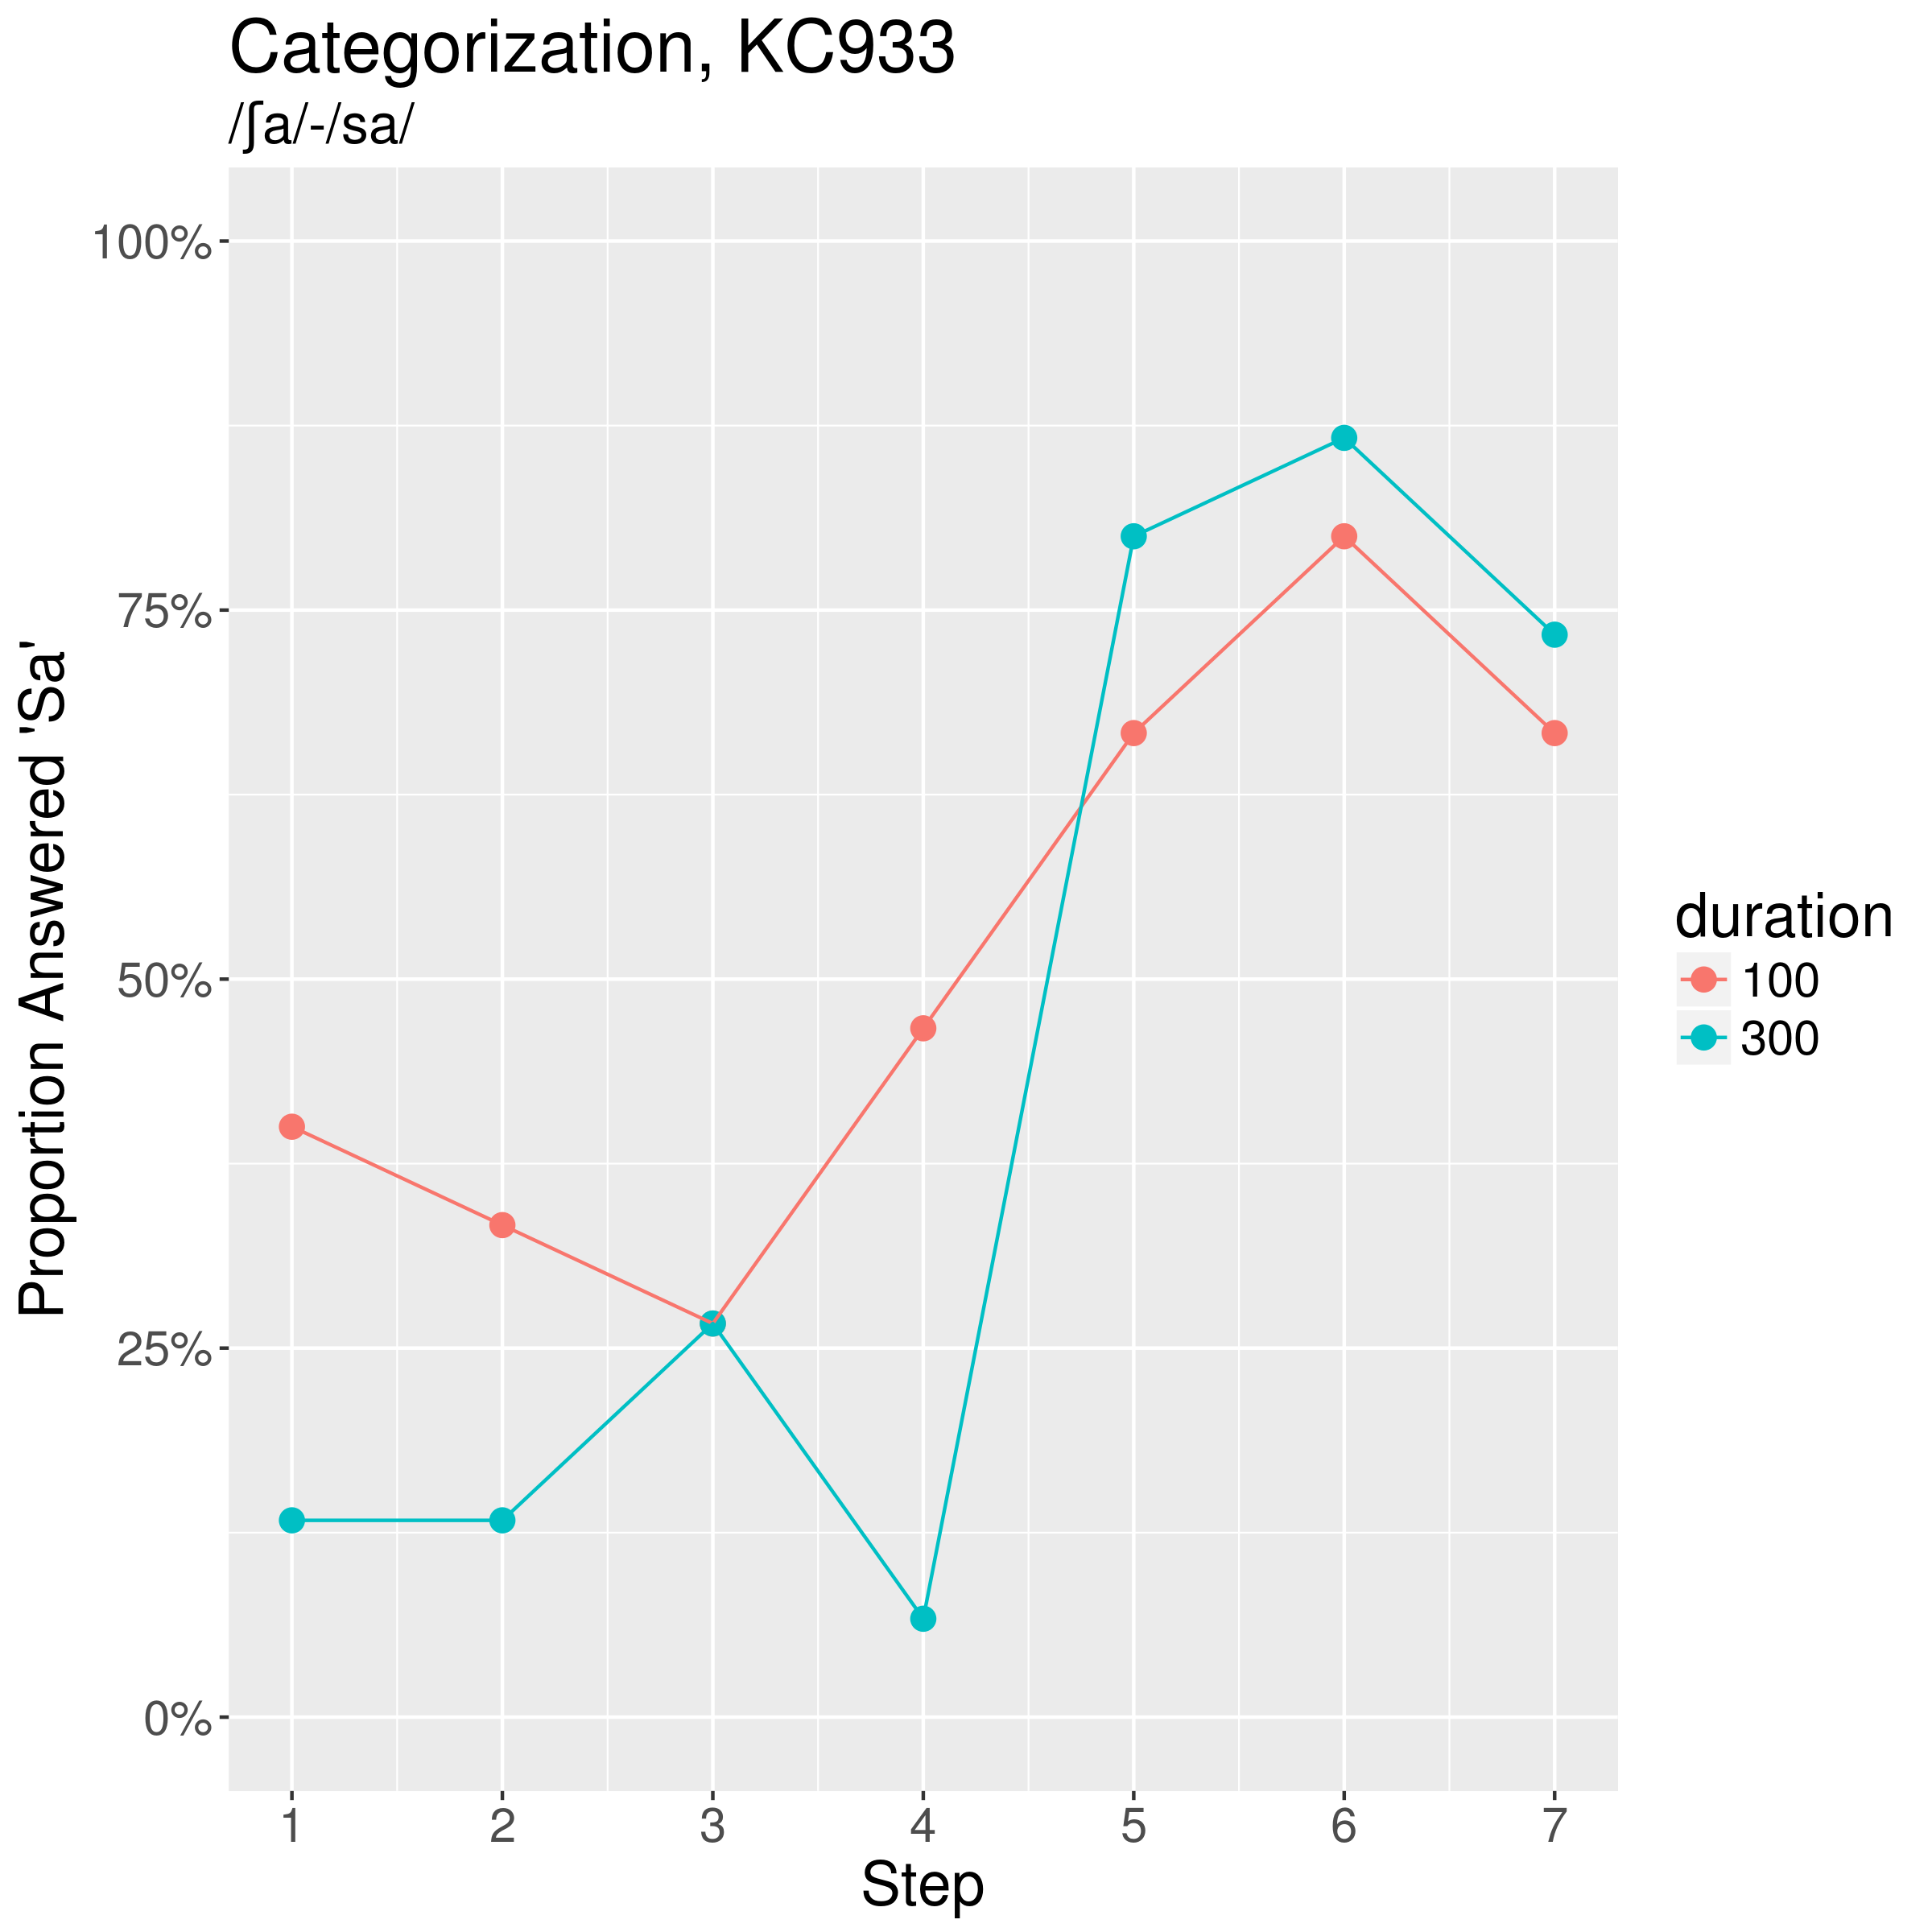 Categorization, KC933
/ʃa/-/sa/
Proportion Answered 'Sa'
100%
75%
50%
25%
0%
1 2 3 4 5 6 7
Step
duration
100
300